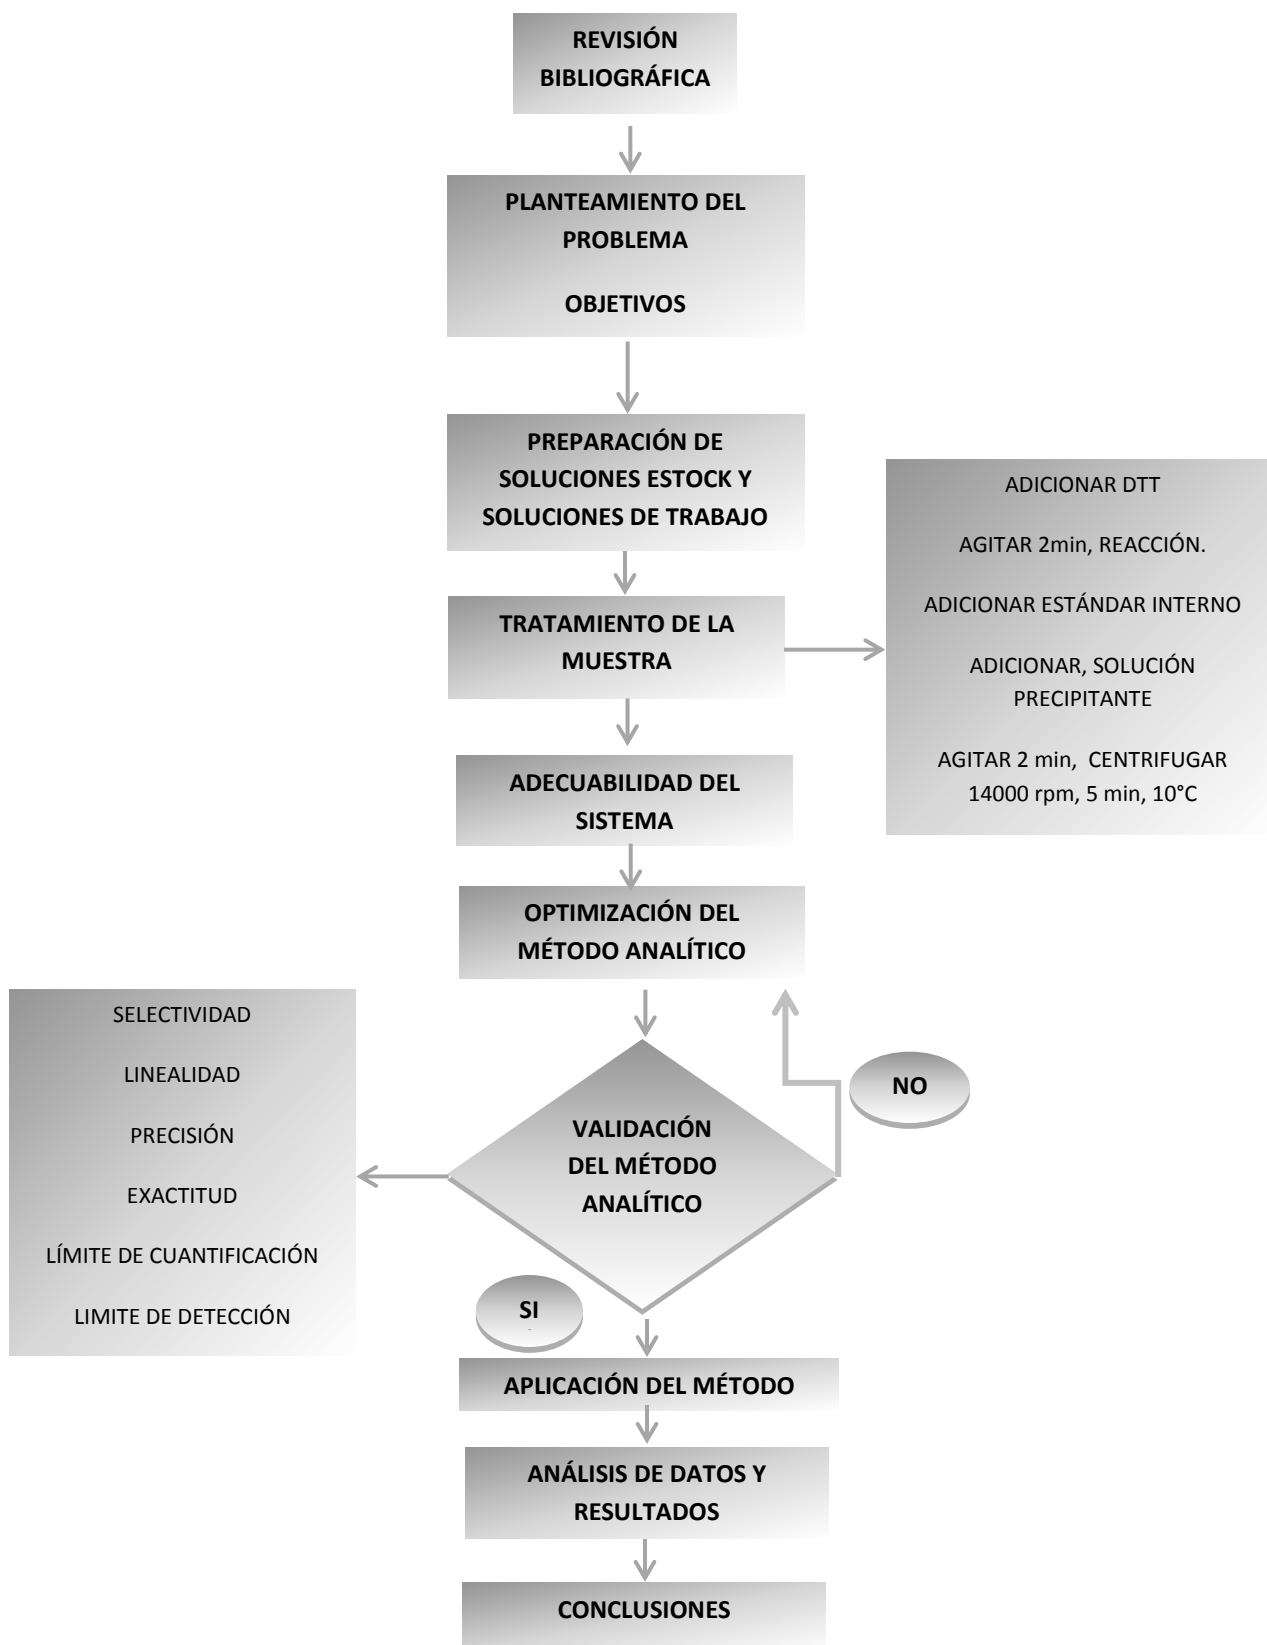 REVISIÓN
BIBLIOGRÁFICA
PLANTEAMIENTO DEL
PROBLEMA
OBJETIVOS
PREPARACIÓN DE
SOLUCIONES ESTOCK Y
SOLUCIONES DE TRABAJO
TRATAMIENTO DE LA
MUESTRA
ADICIONAR DTT
AGITAR 2min, REACCIÓN.
ADICIONAR ESTÁNDAR INTERNO
ADICIONAR, SOLUCIÓN
PRECIPITANTE
AGITAR 2 min, CENTRIFUGAR
14000 rpm, 5 min, 10°C
ADECUABILIDAD DEL
SISTEMA
OPTIMIZACIÓN DEL
MÉTODO ANALÍTICO
VALIDACIÓN
DEL MÉTODO
ANALÍTICO
NO
SELECTIVIDAD
LINEALIDAD
PRECISIÓN
EXACTITUD
LÍMITE DE CUANTIFICACIÓN
LIMITE DE DETECCIÓN
SI
APLICACIÓN DEL MÉTODO
ANÁLISIS DE DATOS Y
RESULTADOS
CONCLUSIONES